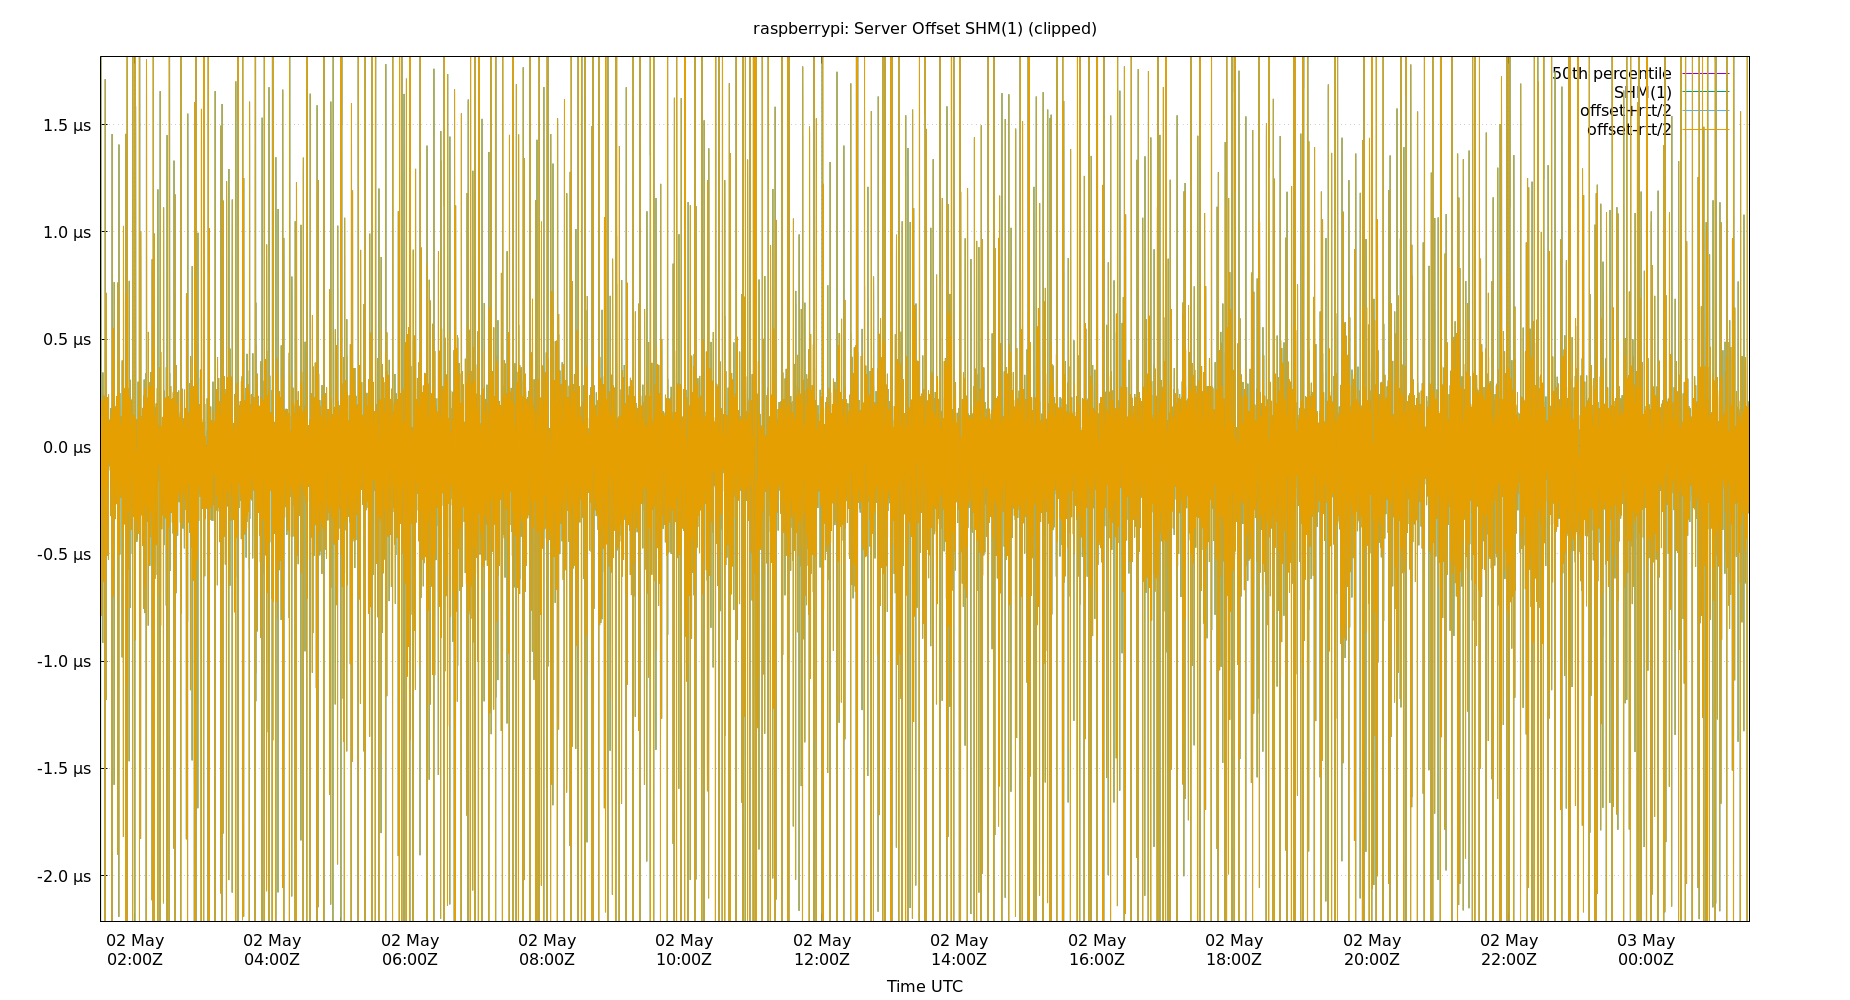 raspberrypi: Server Offset SHM(1) (clipped)
50th percentile
SHM(1)
offset+rtt/2
offset-rtt/2
1.5 µs
1.0 µs
0.5 µs
0.0 µs
-0.5 µs
-1.0 µs
-1.5 µs
-2.0 µs
02 May 02 May 02 May 02 May 02 May 02 May 02 May 02 May 02 May 02 May 02 May 03 May
02:00Z 04:00Z 06:00Z 08:00Z 10:00Z 12:00Z 14:00Z 16:00Z 18:00Z 20:00Z 22:00Z 00:00Z
Time UTC